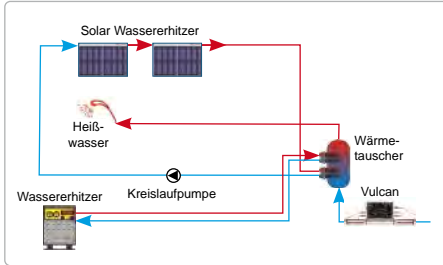 Solar Wassererhitzer
Heiß-
wasser
Wärme-
tauscher
Kreislaufpumpe
Wassererhitzer
Vulcan